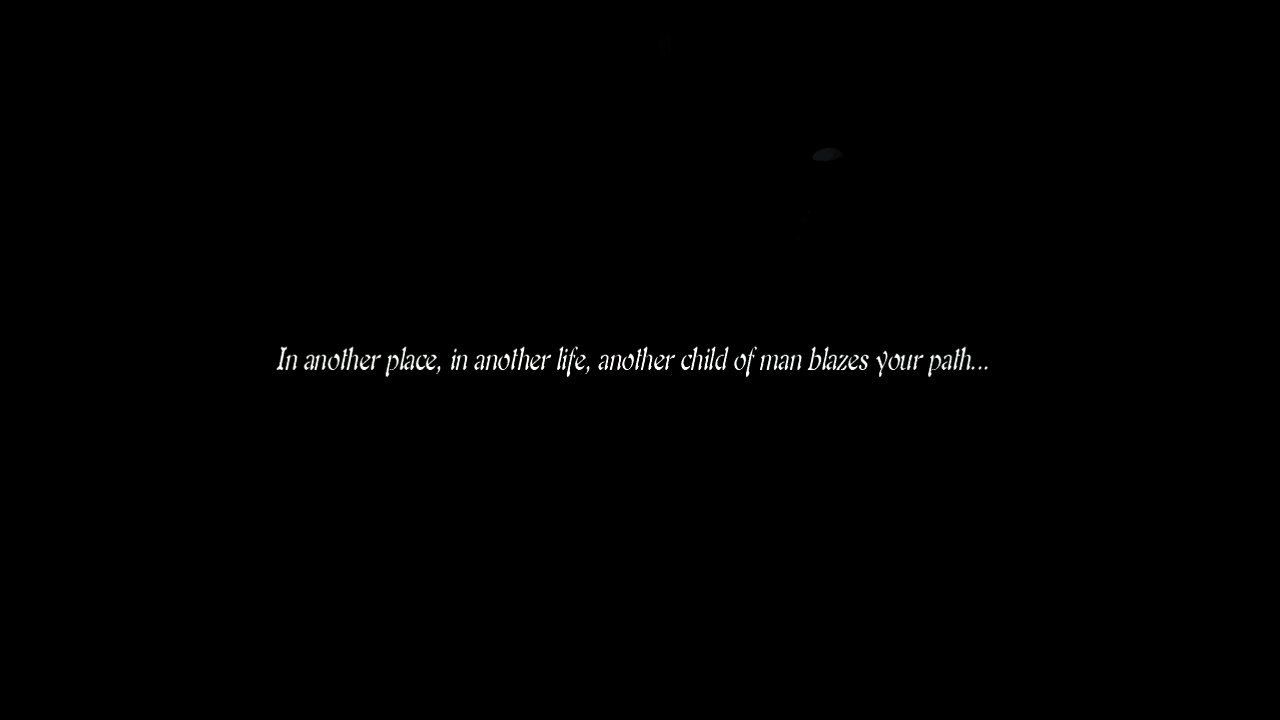 In another place, in another life, another child of man blazes your path...